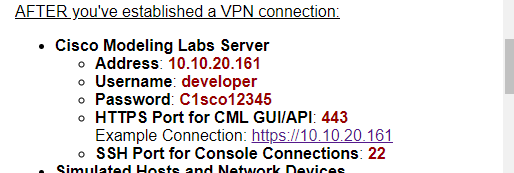 AFTER you've established a VPN connection:
Cisco Modeling Labs Server
Address: 10.10.20.161
Username: developer
Password: C1sco12345
HTTPS Port for CML GUI/API: 443
Example Connection: https://10.10.20.161
SSH Port for Console Connections: 22
Simulated Hosts and Network Devices